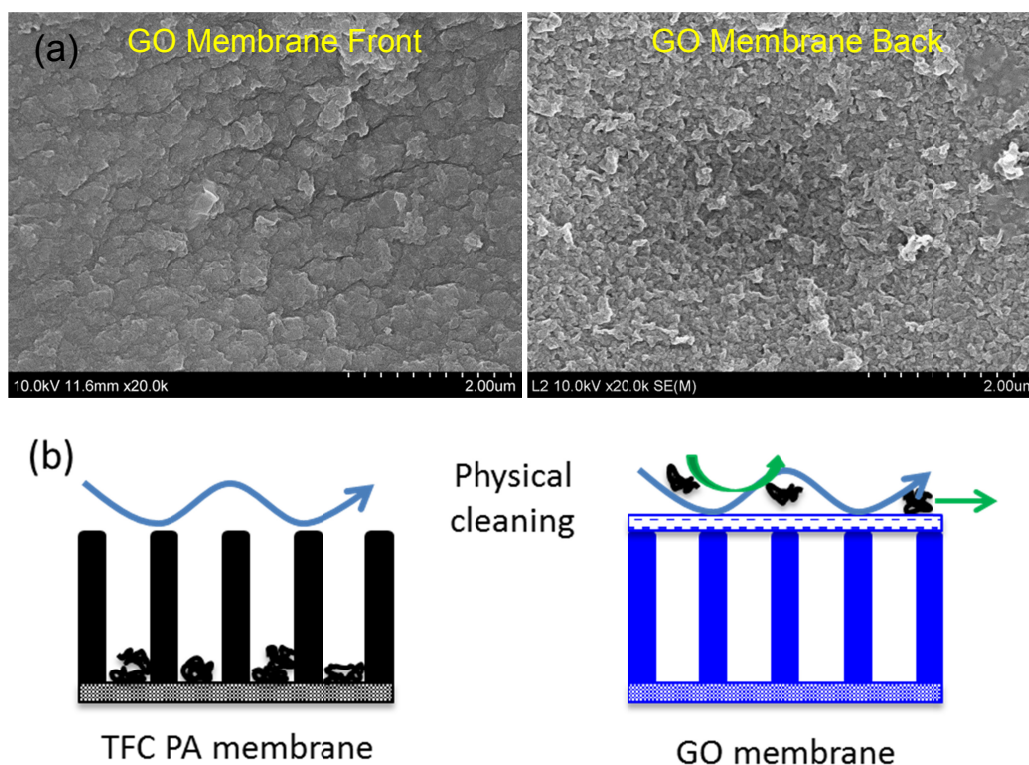 (a)
GO Membrane Front
GO Membrane Back
10.0kV 11.6mm x20.0k
2.00um
L2 10.0kV x20.0k SE(M)
2.00um
(b)
Physical
cleaning
TFC PA membrane
GO membrane